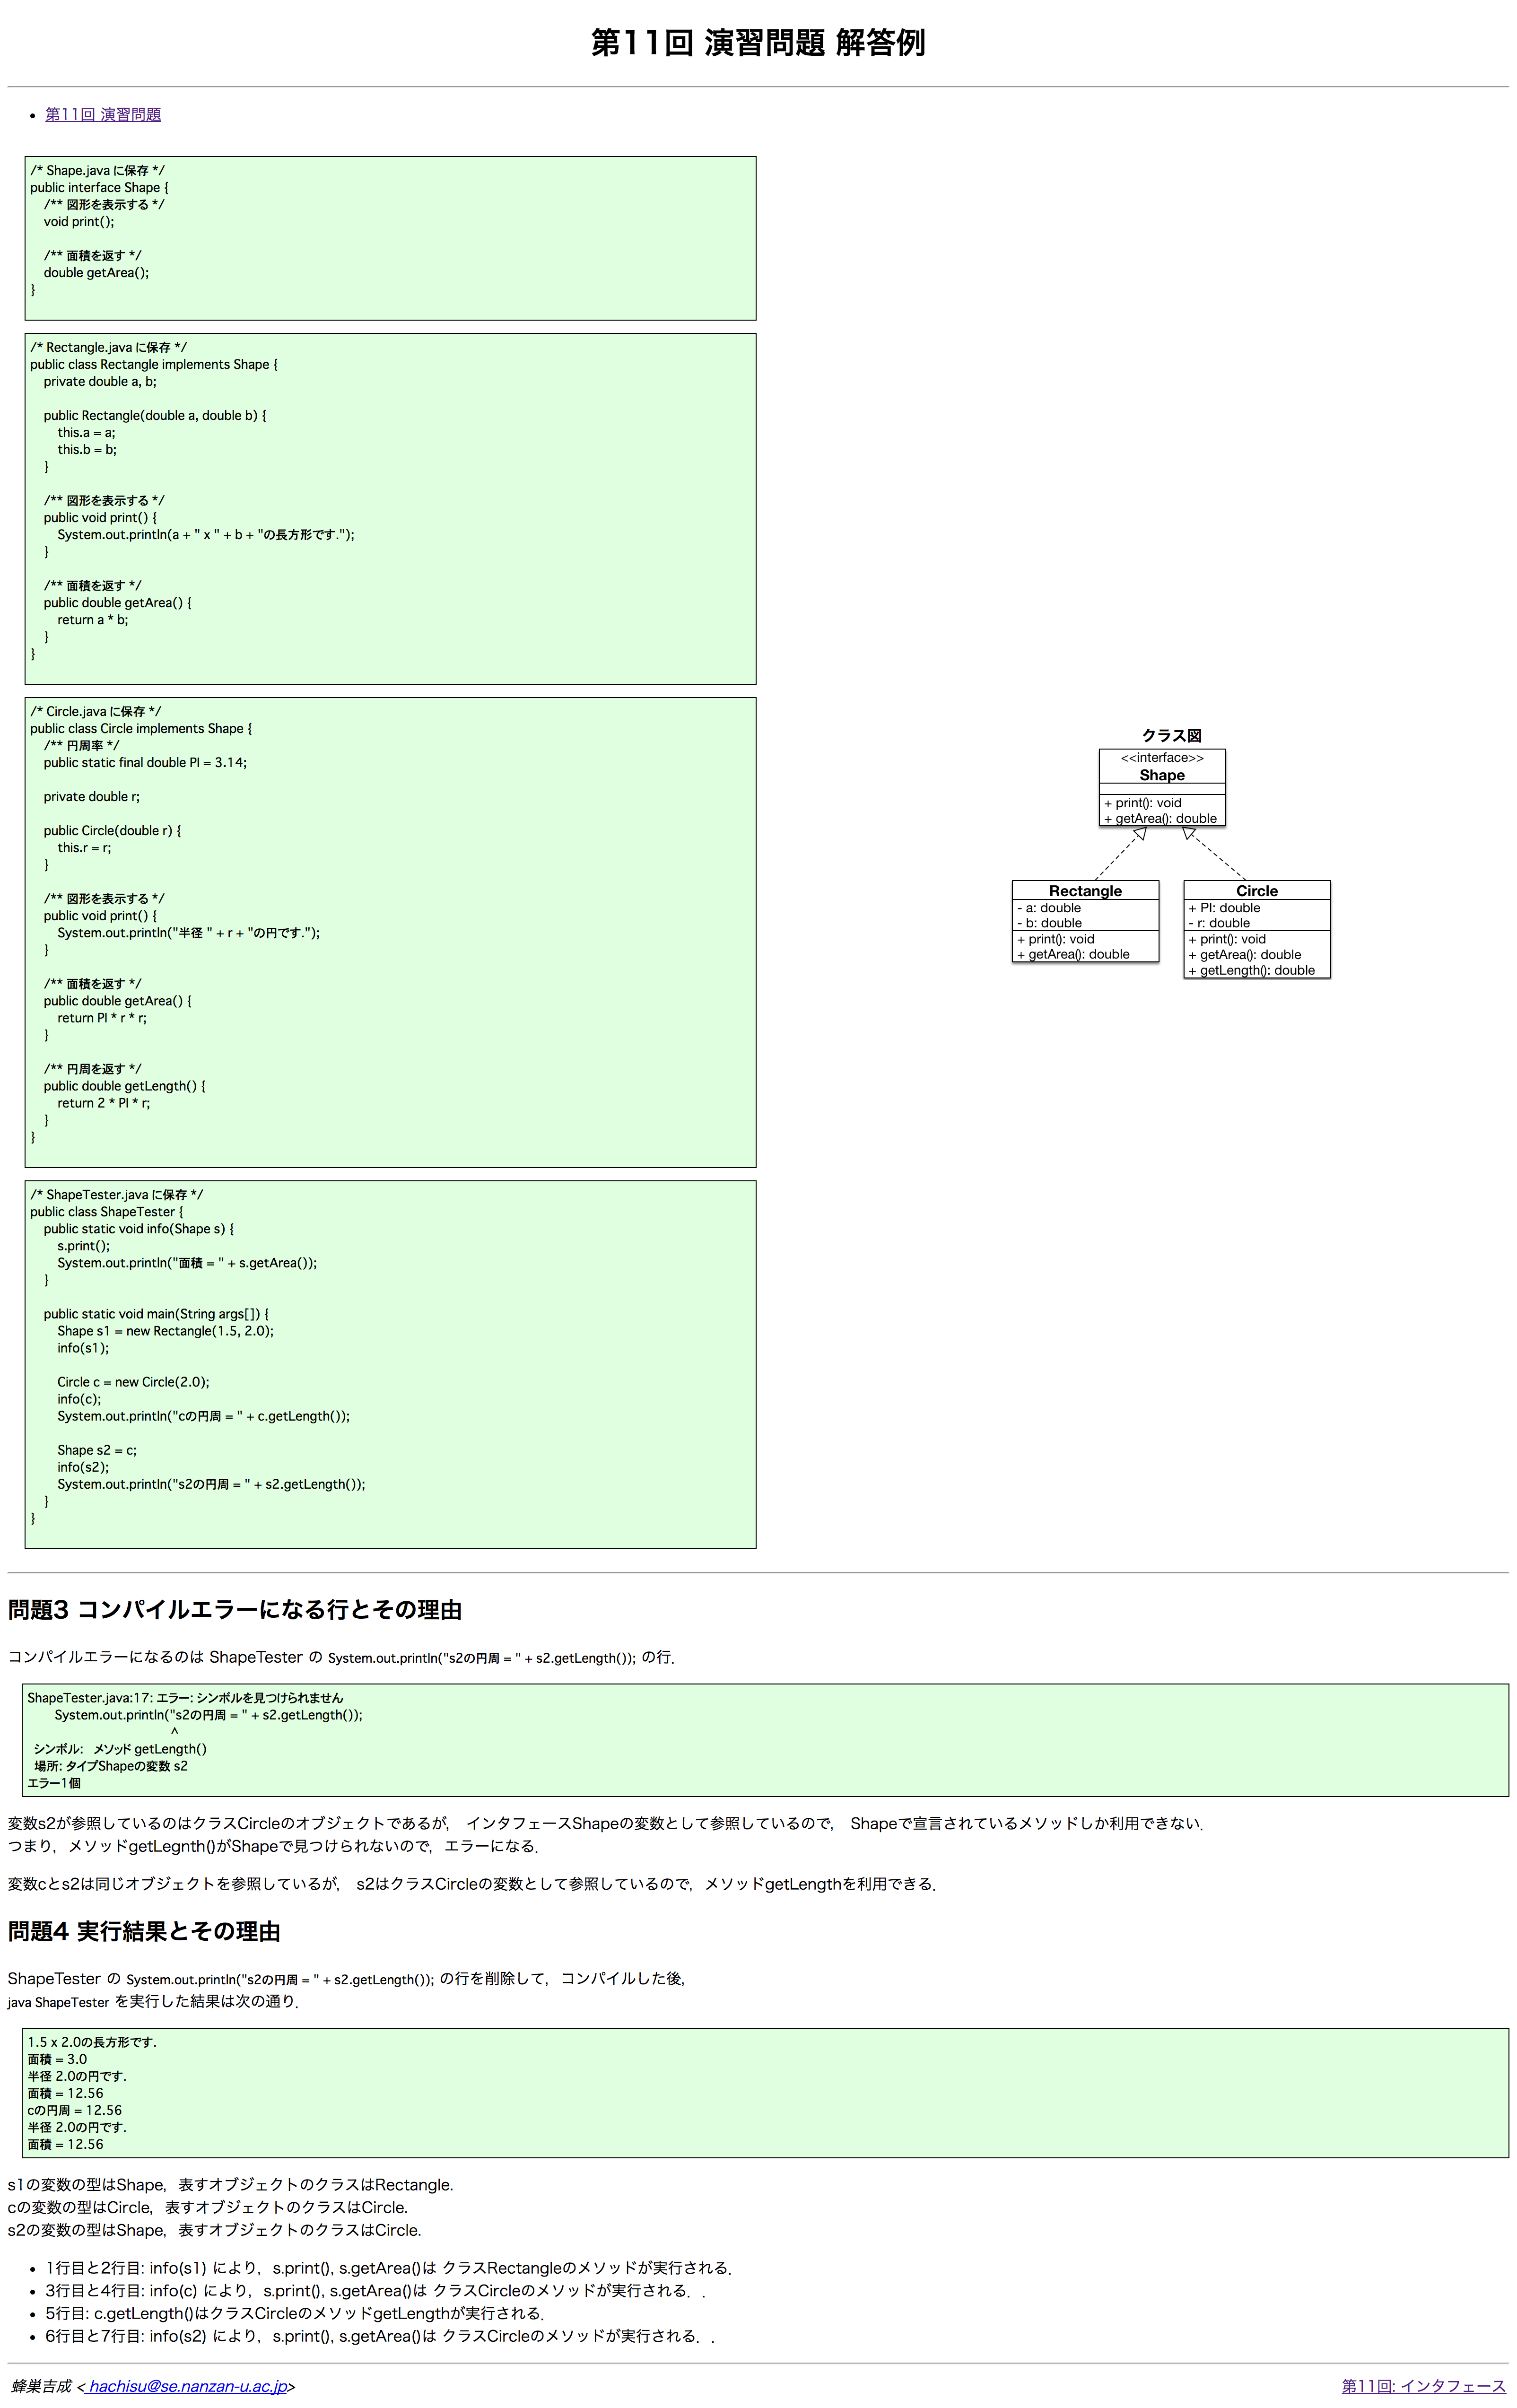 第11回 演習問題 解答例
• 第11回 演習問題
/* Shape.java に保存 */
public interface Shape {
    /** 図形を表示する */
    void print();
    /** 面積を返す */
    double getArea();
}
/* Rectangle.java に保存 */
public class Rectangle implements Shape {
    private double a, b;
    public Rectangle(double a, double b) {
        this.a = a;
        this.b = b;
    }
    /** 図形を表示する */
    public void print() {
        System.out.println(a + " x " + b + "の長方形です.");
    }
    /** 面積を返す */
    public double getArea() {
        return a * b;
    }
}
/* Circle.java に保存 */
public class Circle implements Shape {
    /** 円周率 */
    public static final double PI = 3.14;
    private double r;
    public Circle(double r) {
        this.r = r;
    }
    /** 図形を表示する */
    public void print() {
        System.out.println("半径 " + r + "の円です.");
    }
    /** 面積を返す */
    public double getArea() {
        return PI * r * r;
    }
    /** 円周を返す */
    public double getLength() {
        return 2 * PI * r;
    }
}
/* ShapeTester.java に保存 */
public class ShapeTester {
    public static void info(Shape s) {
        s.print();
        System.out.println("面積 = " + s.getArea());
    }
    public static void main(String args[]) {
        Shape s1 = new Rectangle(1.5, 2.0);
        info(s1);
        Circle c = new Circle(2.0);
        info(c);
        System.out.println("cの円周 = " + c.getLength());
        Shape s2 = c;
        info(s2);
        System.out.println("s2の円周 = " + s2.getLength());
    }
}
クラス図
<<interface>>
Shape
+ print(): void
+ getArea(): double
Rectangle
- a: double
- b: double
+ print(): void
+ getArea(): double
Circle
+ PI: double
- r: double
+ print(): void
+ getArea(): double
+ getLength(): double
問題3 コンパイルエラーになる行とその理由
コンパイルエラーになるのは ShapeTester の System.out.println("s2の円周 = " + s2.getLength()); の行．
ShapeTester.java:17: エラー: シンボルを見つけられません
        System.out.println("s2の円周 = " + s2.getLength());
                                             ^
  シンボル:   メソッド getLength()
  場所: タイプShapeの変数 s2
エラー1個
変数s2が参照しているのはクラスCircleのオブジェクトであるが， インタフェースShapeの変数として参照しているので， Shapeで宣言されているメソッドしか利用できない．
つまり，メソッドgetLegnth()がShapeで見つけられないので，エラーになる．
変数cとs2は同じオブジェクトを参照しているが， s2はクラスCircleの変数として参照しているので，メソッドgetLengthを利用できる．
問題4 実行結果とその理由
ShapeTester の System.out.println("s2の円周 = " + s2.getLength()); の行を削除して，コンパイルした後，
java ShapeTester を実行した結果は次の通り．
1.5 x 2.0の長方形です.
面積 = 3.0
半径 2.0の円です.
面積 = 12.56
cの円周 = 12.56
半径 2.0の円です.
面積 = 12.56
s1の変数の型はShape，表すオブジェクトのクラスはRectangle.
cの変数の型はCircle，表すオブジェクトのクラスはCircle.
s2の変数の型はShape，表すオブジェクトのクラスはCircle.
• 1行目と2行目: info(s1) により，s.print(), s.getArea()は クラスRectangleのメソッドが実行される．
• 3行目と4行目: info(c) により，s.print(), s.getArea()は クラスCircleのメソッドが実行される．．
• 5行目: c.getLength()はクラスCircleのメソッドgetLengthが実行される．
• 6行目と7行目: info(s2) により，s.print(), s.getArea()は クラスCircleのメソッドが実行される．．
蜂巣吉成 < hachisu@se.nanzan-u.ac.jp>
第11回: インタフェース